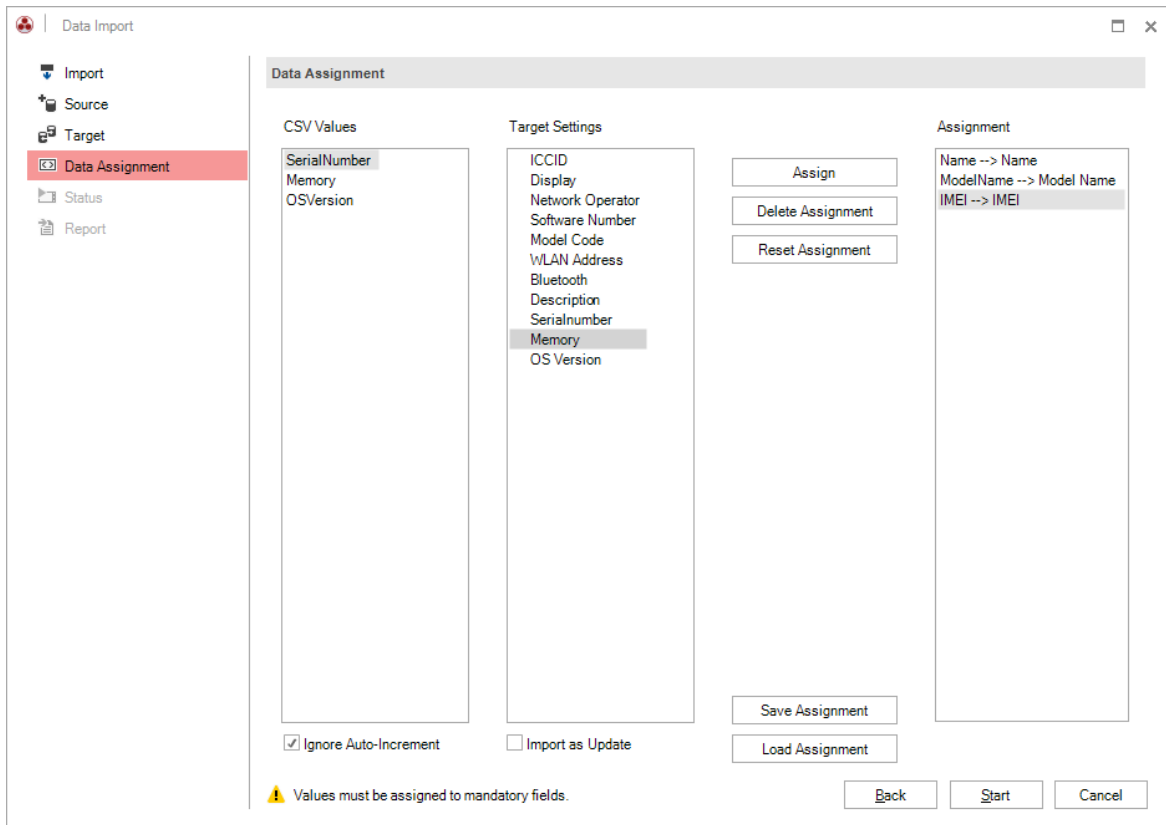 Data Import
Import
Source
Target
Data Assignment
Status
Report
Data Assignment
CSV Values
SerialNumber
Memory
OSVersion
Ignore Auto-Increment
Target Settings
ICCID
Display
Network Operator
Software Number
Model Code
WLAN Address
Bluetooth
Description
Serialnumber
Memory
OS Version
Import as Update
Assign
Delete Assignment
Reset Assignment
Save Assignment
Load Assignment
Assignment
Name --> Name
ModelName --> Model Name
IMEI --> IMEI
Values must be assigned to mandatory fields.
Back
Start
Cancel